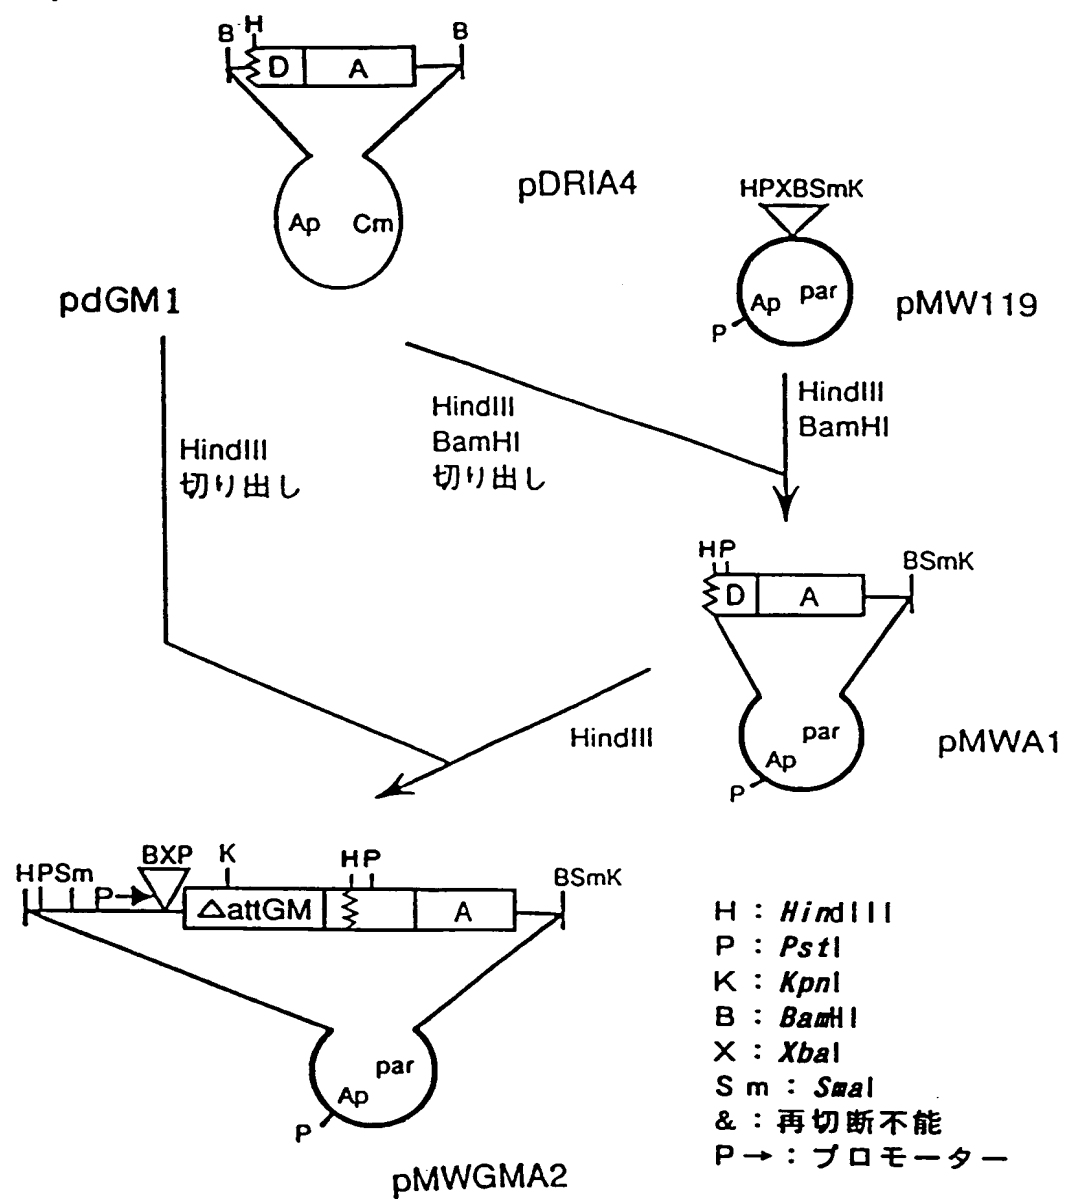 B H B
D A
Ap Cm
pDRIA4
HPXBSmK
Ap par
P
pMW119
pdGM1
HindIII
BamHI
HindIII
BamHI
切り出し
HindIII
切り出し
HP
BSmK
D A
par
Ap
P
pMWA1
HindIII
HPSm P→ BXP K HP BSmK
△attGM A
par
Ap
P
pMWGMA2
H : HindIII
P : PstI
K : KpnI
B : BamHI
X : XbaI
Sm : SmaI
& : 再切断不能
P→ : プロモーター